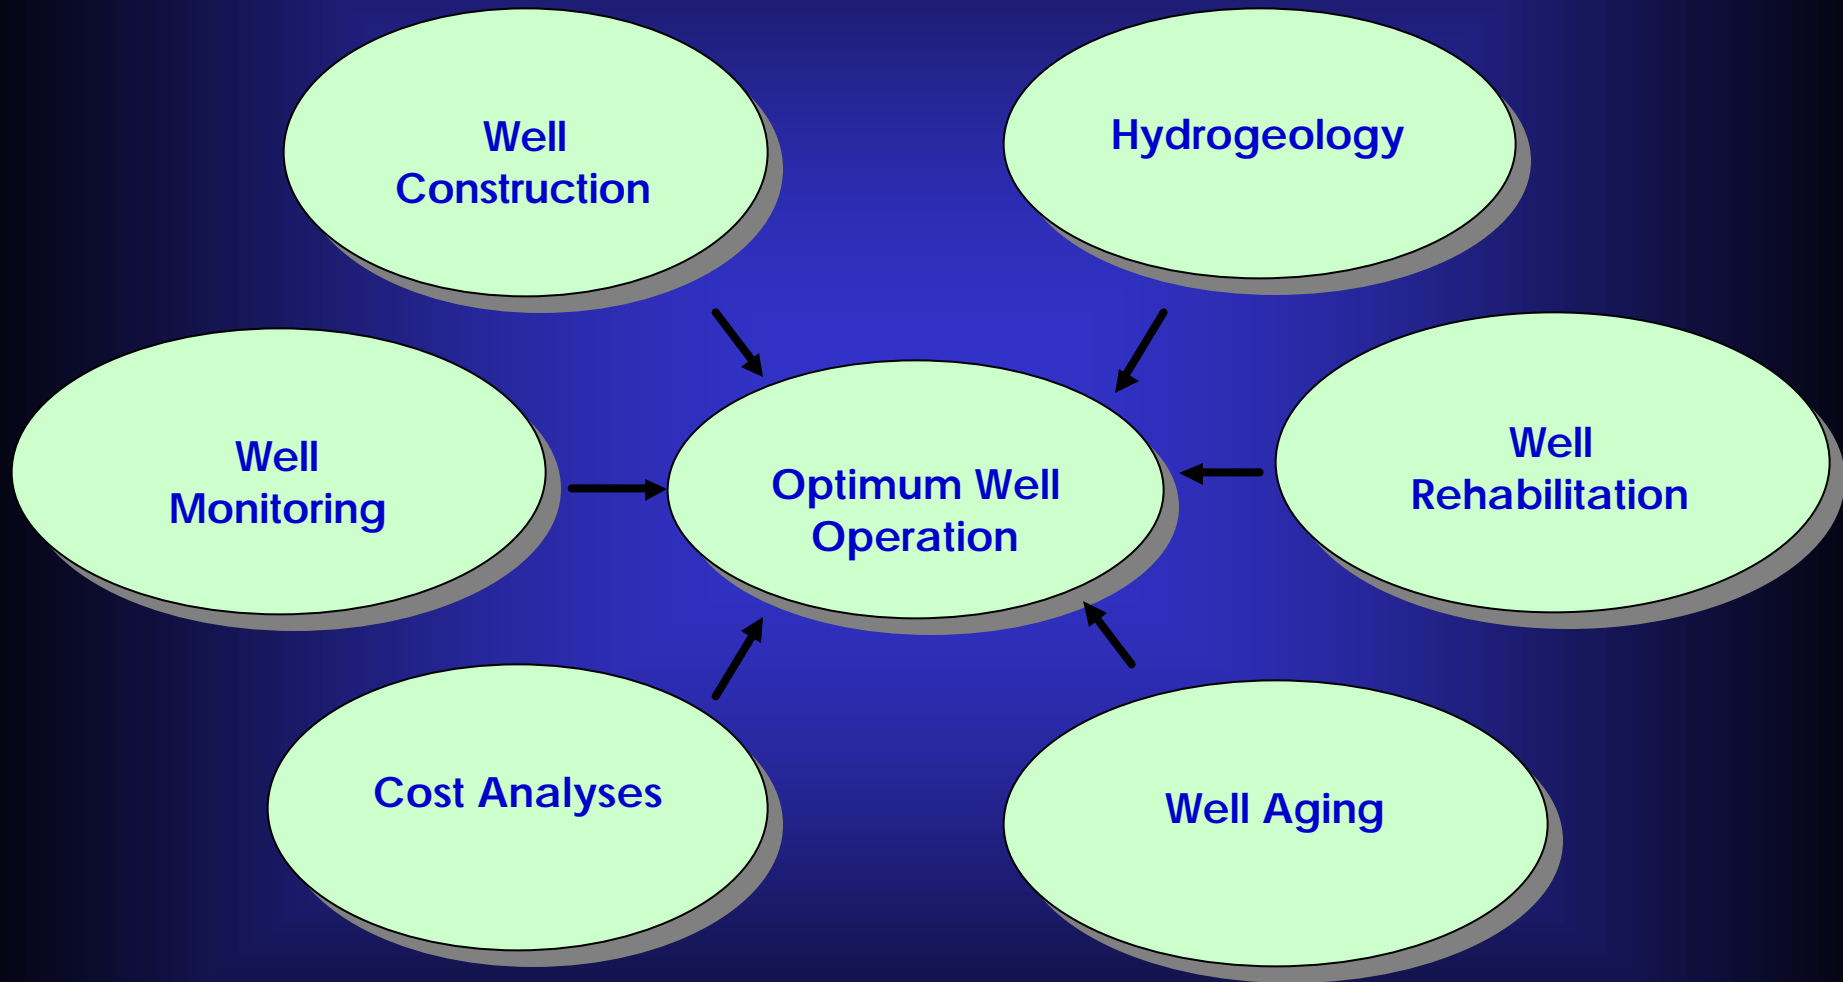 Well
Construction
Hydrogeology
Well
Monitoring
Optimum Well
Operation
Well
Rehabilitation
Cost Analyses
Well Aging